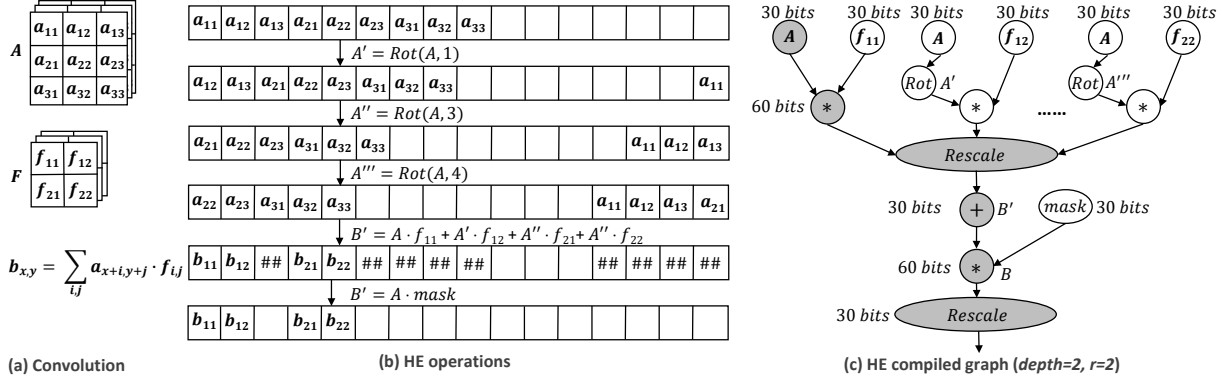 A
a11 a12 a13
a21 a22 a23
a31 a32 a33
F
f11 f12
f21 f22
b_{x,y} = ∑_{i,j} a_{x+i,y+j} · f_{i,j}
(a) Convolution
a11 a12 a13 a21 a22 a23 a31 a32 a33
A′ = Rot(A, 1)
a12 a13 a21 a22 a23 a31 a32 a33 a11
A′′ = Rot(A, 3)
a21 a22 a23 a31 a32 a33 a11 a12 a13
A′′′ = Rot(A, 4)
a22 a23 a31 a32 a33 a11 a12 a13 a21
B′ = A · f11 + A′ · f12 + A′′ · f21 + A′′ · f22
b11 b12 ## b21 b22 ## ## ## ## ## ## ## ##
B′ = A · mask
b11 b12 b21 b22
(b) HE operations
30 bits 30 bits 30 bits 30 bits 30 bits 30 bits
A f11 A f12 A f22
Rot A′ Rot A′′′
60 bits * * ...... *
Rescale
30 bits + B′ mask 30 bits
60 bits * B
30 bits Rescale
(c) HE compiled graph (depth=2, r=2)